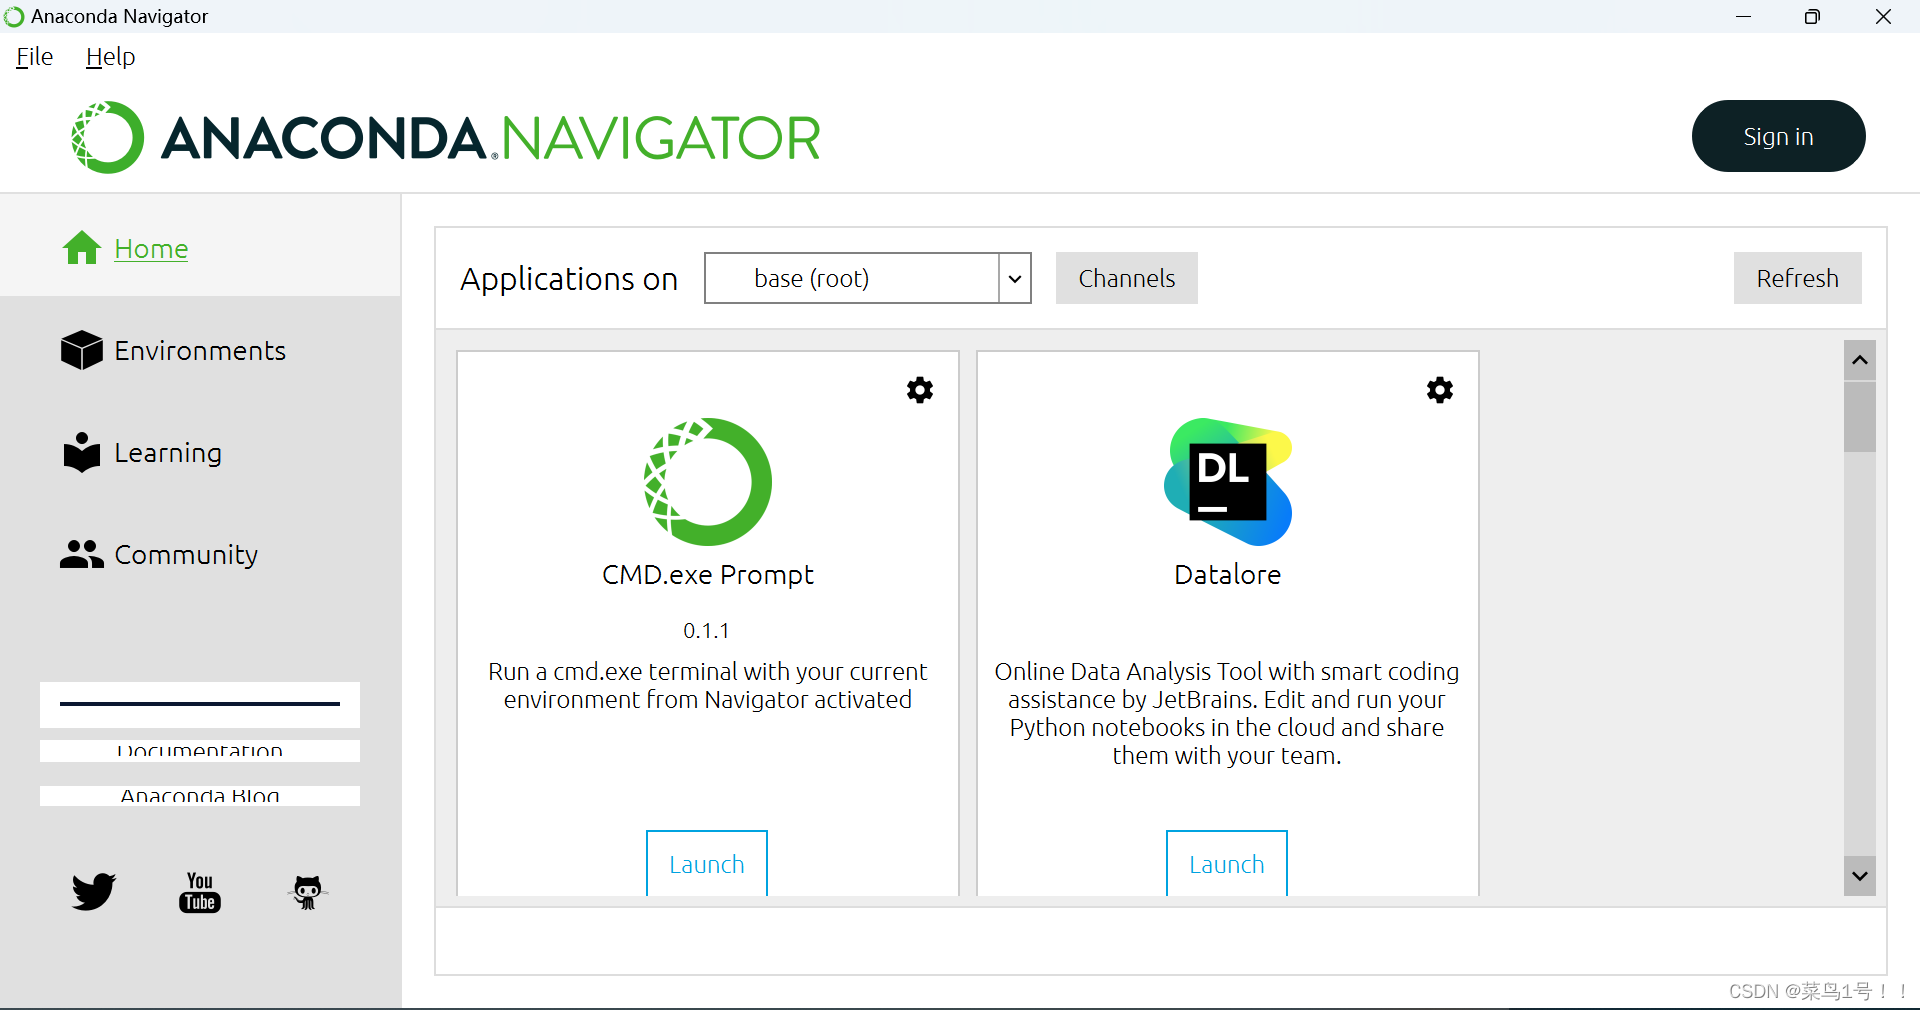 Anaconda Navigator
File Help
ANACONDA.NAVIGATOR
Sign in
Home
Applications on base (root) Channels Refresh
Environments
Learning
Community
Documentation
Anaconda Blog
You
Tube
CMD.exe Prompt
0.1.1
Run a cmd.exe terminal with your current
environment from Navigator activated
Launch
DL
Datalore
Online Data Analysis Tool with smart coding
assistance by JetBrains. Edit and run your
Python notebooks in the cloud and share
them with your team.
Launch
CSDN @菜鸟1号！！